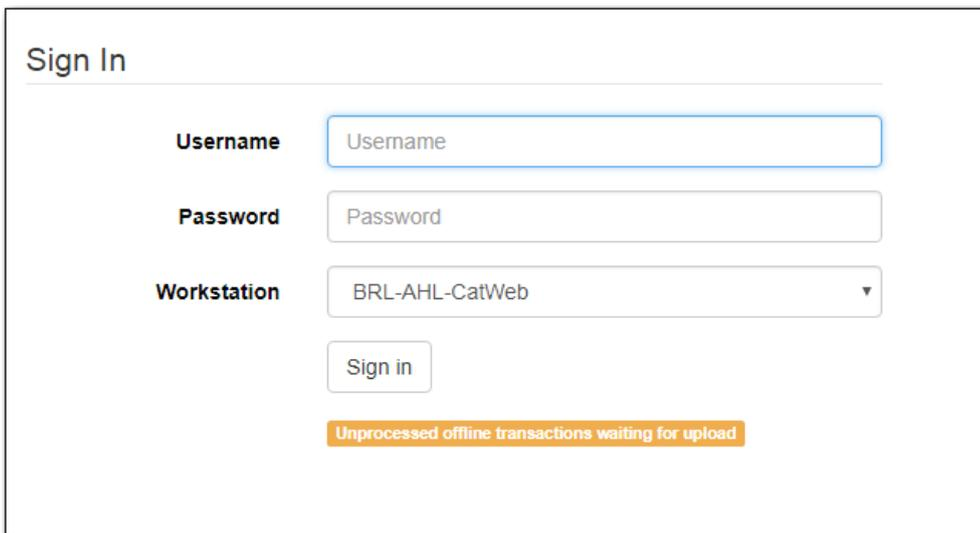 Sign In
Username Username
Password Password
Workstation BRL-AHL-CatWeb
Sign in
Unprocessed offline transactions waiting for upload